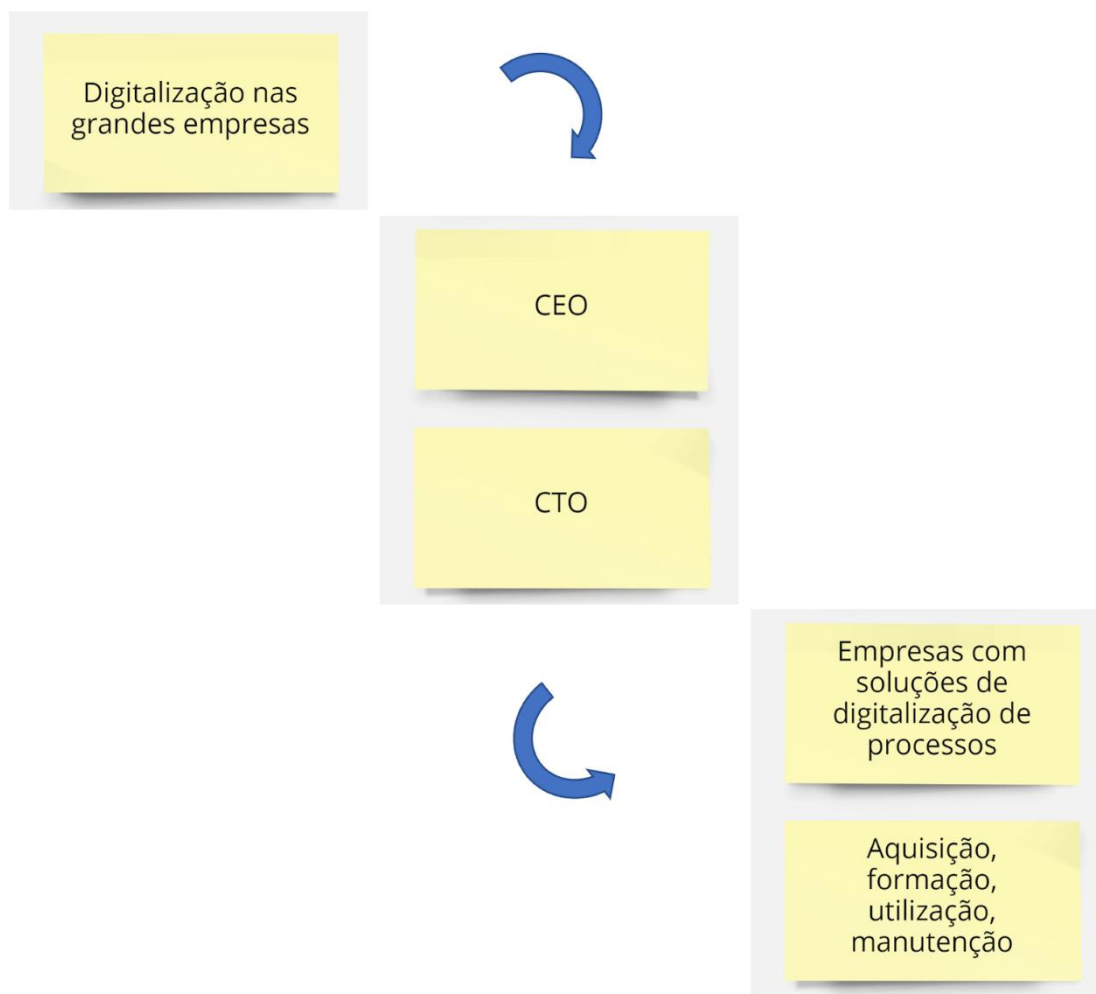 Digitalização nas
grandes empresas
CEO
CTO
Empresas com
soluções de
digitalização de
processos
Aquisição,
formação,
utilização,
manutenção